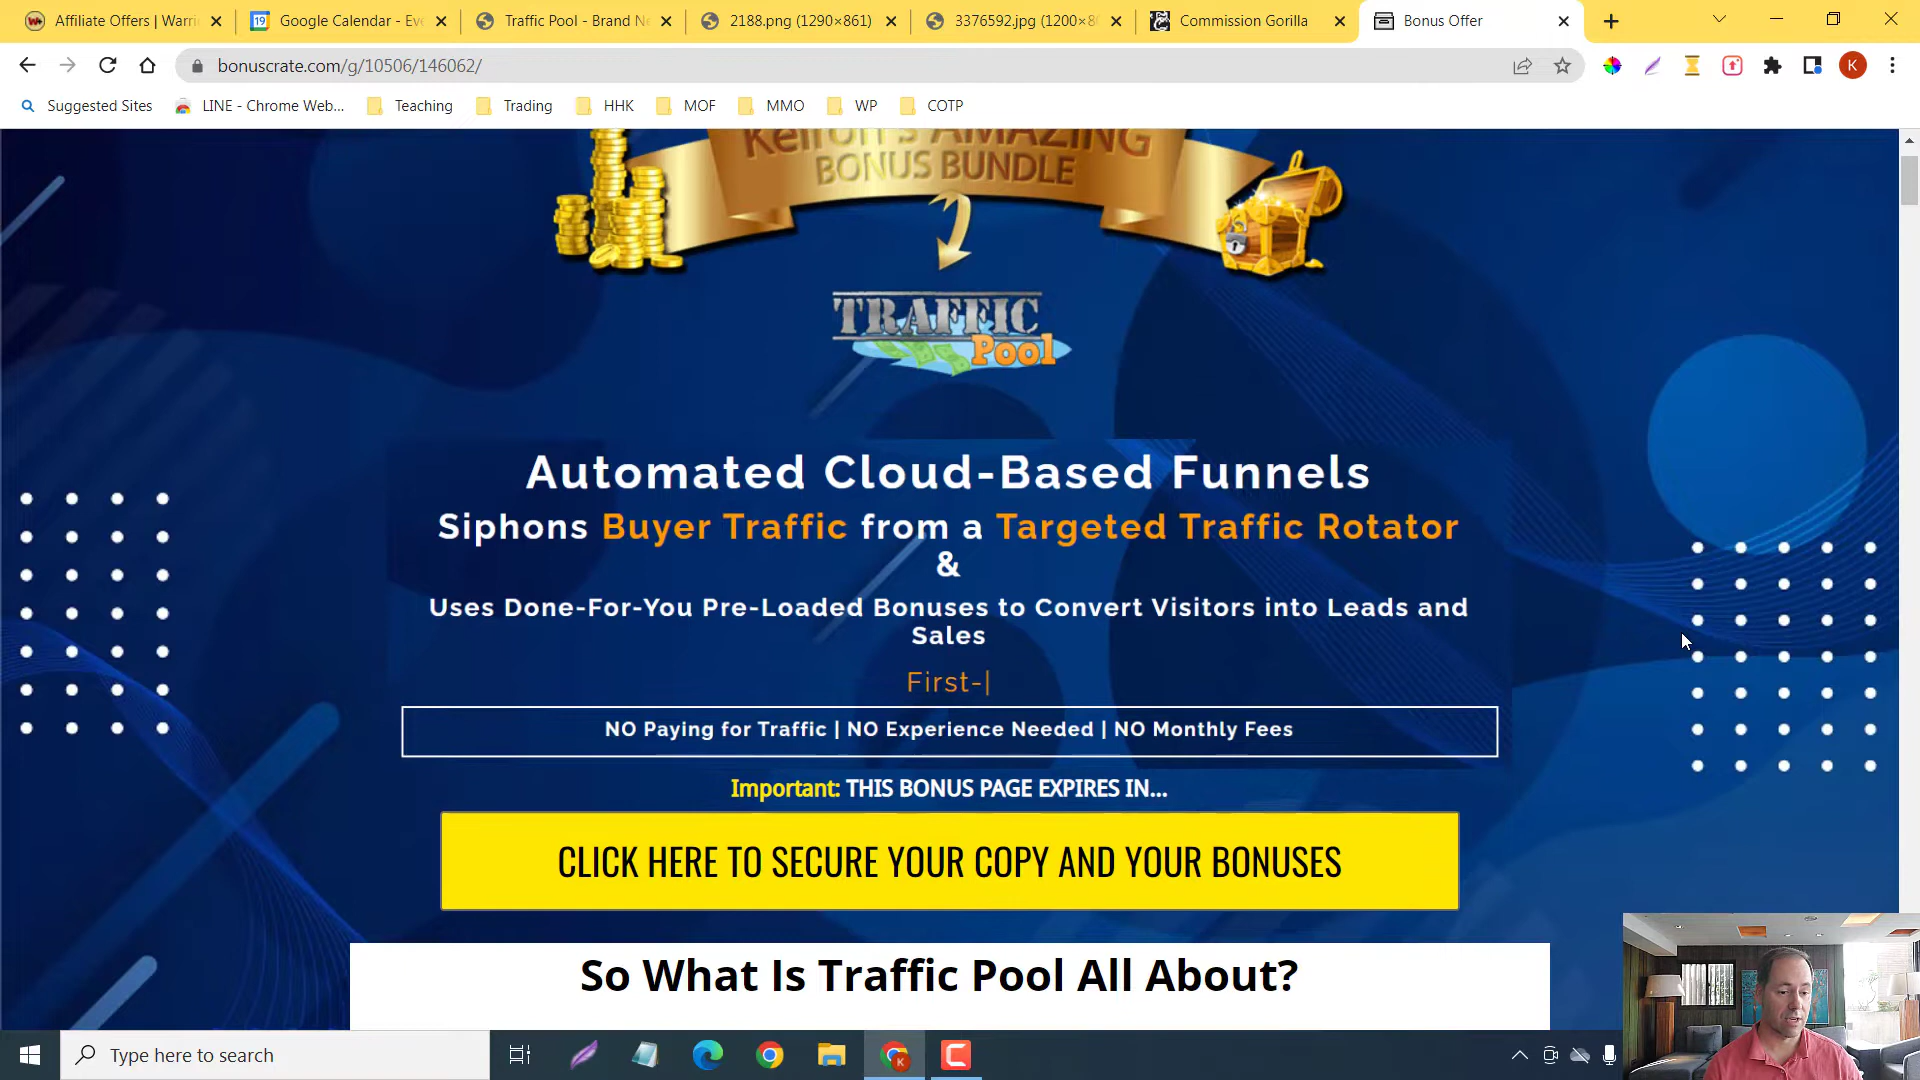 Affiliate Offers | Warri
Google Calendar - Eve
Traffic Pool - Brand Ne
2188.png (1290×861)
3376592.jpg (1200×80
Commission Gorilla
Bonus Offer
bonuscrate.com/g/10506/146062/
K
Suggested Sites
LINE - Chrome Web...
Teaching
Trading
HHK
MOF
MMO
WP
COTP
Keiron's AMAZING
BONUS BUNDLE
TRAFFIC
Pool
Automated Cloud-Based Funnels
Siphons Buyer Traffic from a Targeted Traffic Rotator
&
Uses Done-For-You Pre-Loaded Bonuses to Convert Visitors into Leads and
Sales
First-|
NO Paying for Traffic | NO Experience Needed | NO Monthly Fees
Important: THIS BONUS PAGE EXPIRES IN...
CLICK HERE TO SECURE YOUR COPY AND YOUR BONUSES
So What Is Traffic Pool All About?
Type here to search